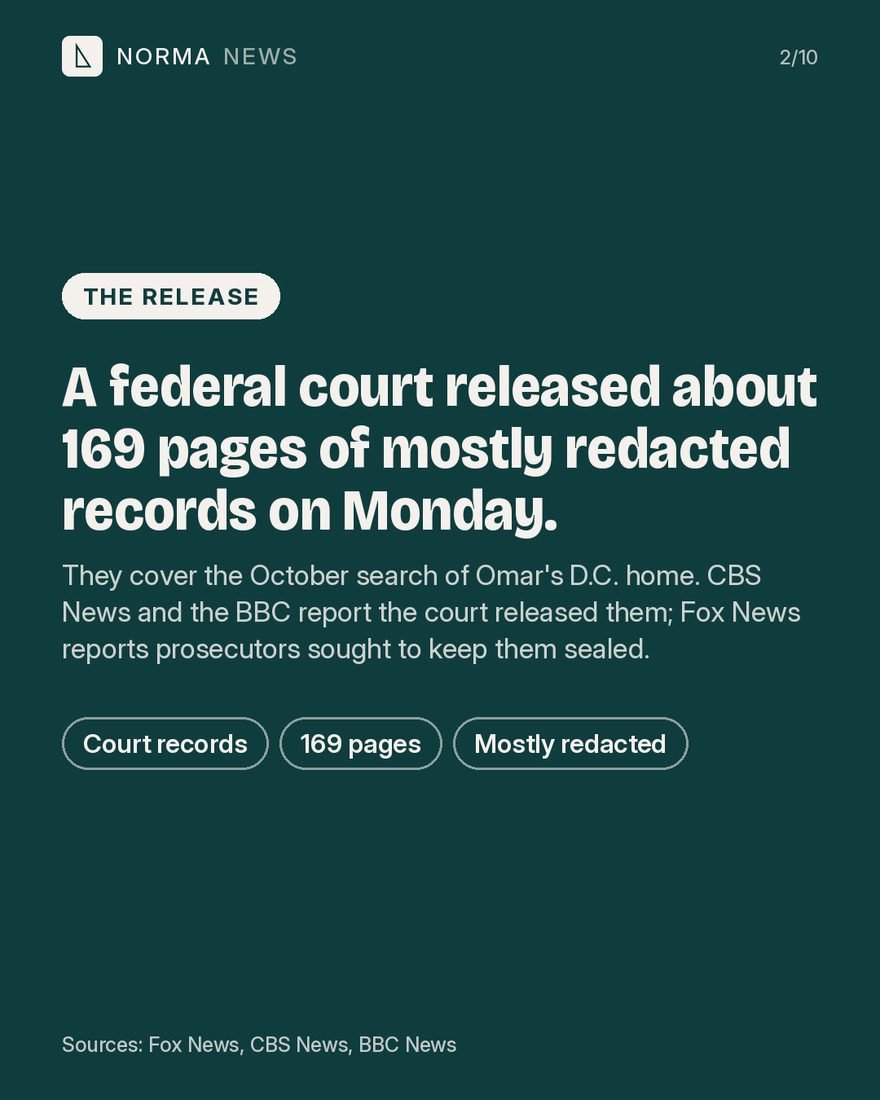 NORMA NEWS
2/10
THE RELEASE
A federal court released about
169 pages of mostly redacted
records on Monday.
They cover the October search of Omar's D.C. home. CBS
News and the BBC report the court released them; Fox News
reports prosecutors sought to keep them sealed.
Court records
169 pages
Mostly redacted
Sources: Fox News, CBS News, BBC News